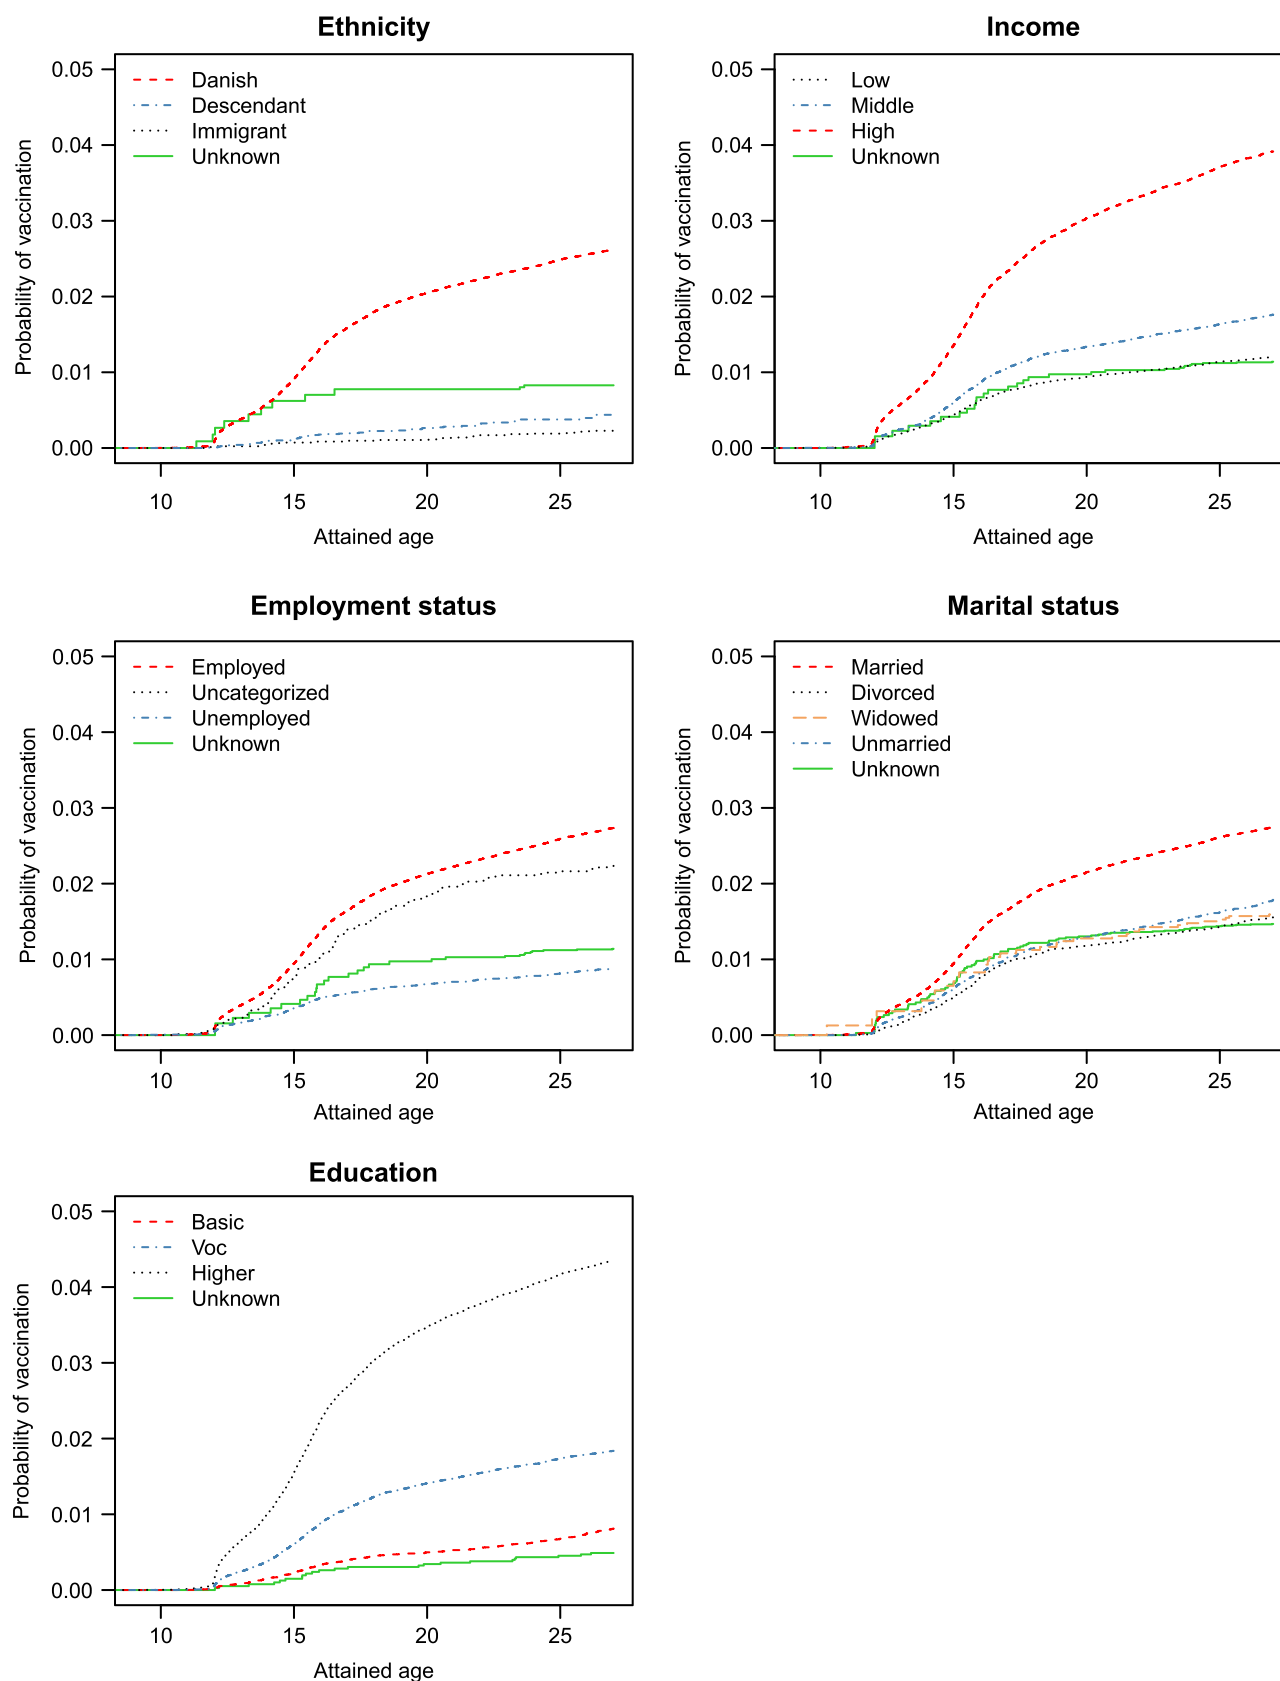 Ethnicity
0.05
0.04
0.03
0.02
0.01
0.00
Probability of vaccination
Danish
Descendant
Immigrant
Unknown
10 15 20 25
Attained age
Income
0.05
0.04
0.03
0.02
0.01
0.00
Probability of vaccination
Low
Middle
High
Unknown
10 15 20 25
Attained age
Employment status
0.05
0.04
0.03
0.02
0.01
0.00
Probability of vaccination
Employed
Uncategorized
Unemployed
Unknown
10 15 20 25
Attained age
Marital status
0.05
0.04
0.03
0.02
0.01
0.00
Probability of vaccination
Married
Divorced
Widowed
Unmarried
Unknown
10 15 20 25
Attained age
Education
0.05
0.04
0.03
0.02
0.01
0.00
Probability of vaccination
Basic
Voc
Higher
Unknown
10 15 20 25
Attained age